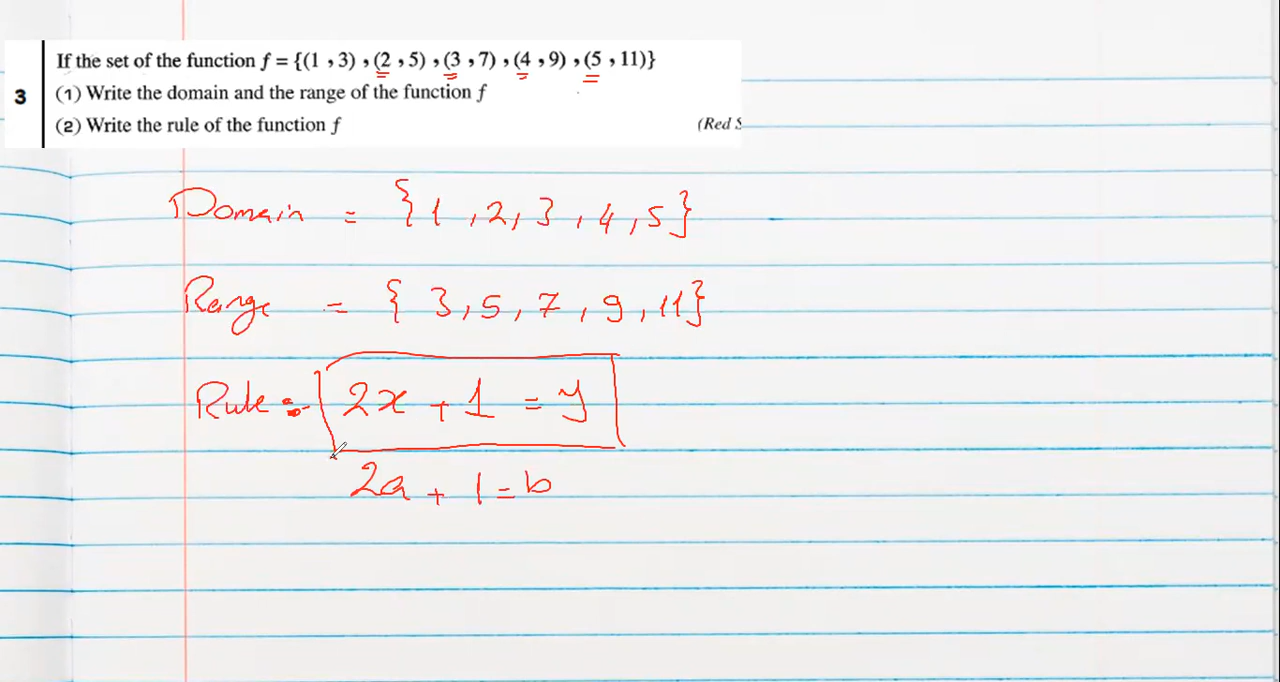 If the set of the function f = {(1 , 3) , (2 , 5) , (3 , 7) , (4 , 9) , (5 , 11)}
3
(1) Write the domain and the range of the function f
(2) Write the rule of the function f (Red S
Domain = {1 , 2 , 3 , 4 , 5}
Range = { 3 , 5 , 7 , 9 , 11}
Rule :- 2x + 1 = y
2a + 1 = b